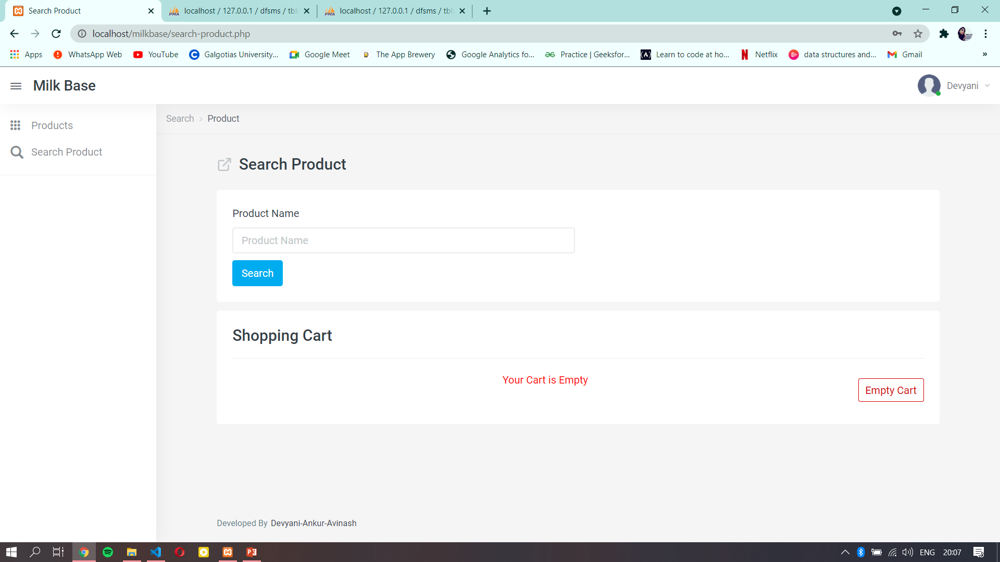 Search Product
localhost / 127.0.0.1 / dfsms / tbl
localhost / 127.0.0.1 / dfsms / tbl
localhost/milkbase/search-product.php
Apps
WhatsApp Web
YouTube
Galgotias University...
Google Meet
The App Brewery
Google Analytics fo...
Practice | Geeksfor...
Learn to code at ho...
Netflix
data structures and...
Gmail
»
Milk Base
Devyani
Products
Search Product
Search > Product
Search Product
Product Name
Product Name
Search
Shopping Cart
Your Cart is Empty
Empty Cart
Developed By Devyani-Ankur-Avinash
ENG
20:07